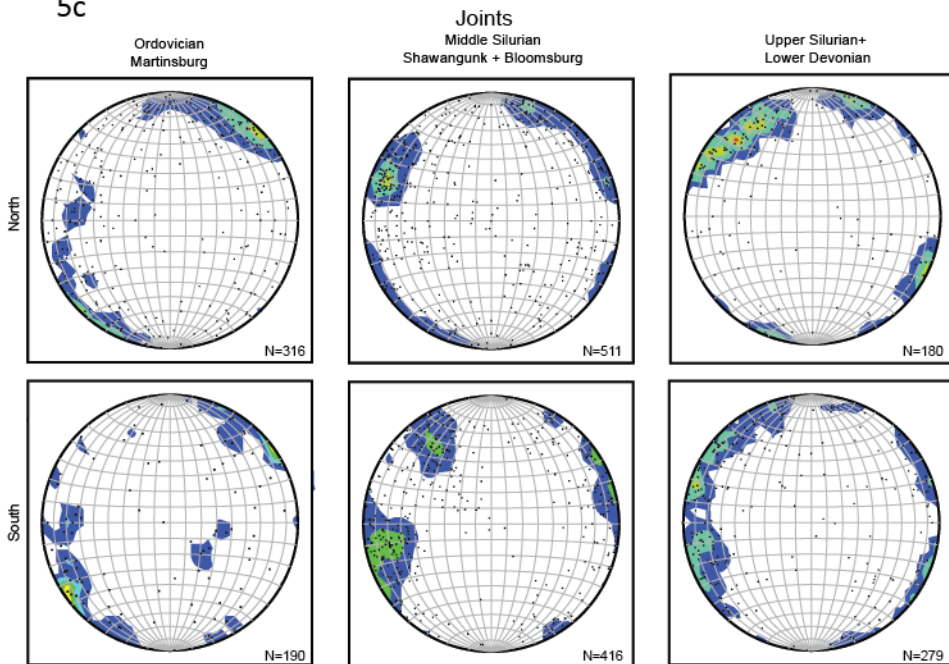 5c
Joints
Ordovician
Martinsburg
Middle Silurian
Shawangunk + Bloomsburg
Upper Silurian+
Lower Devonian
North
N=316
N=511
N=180
South
N=190
N=416
N=279